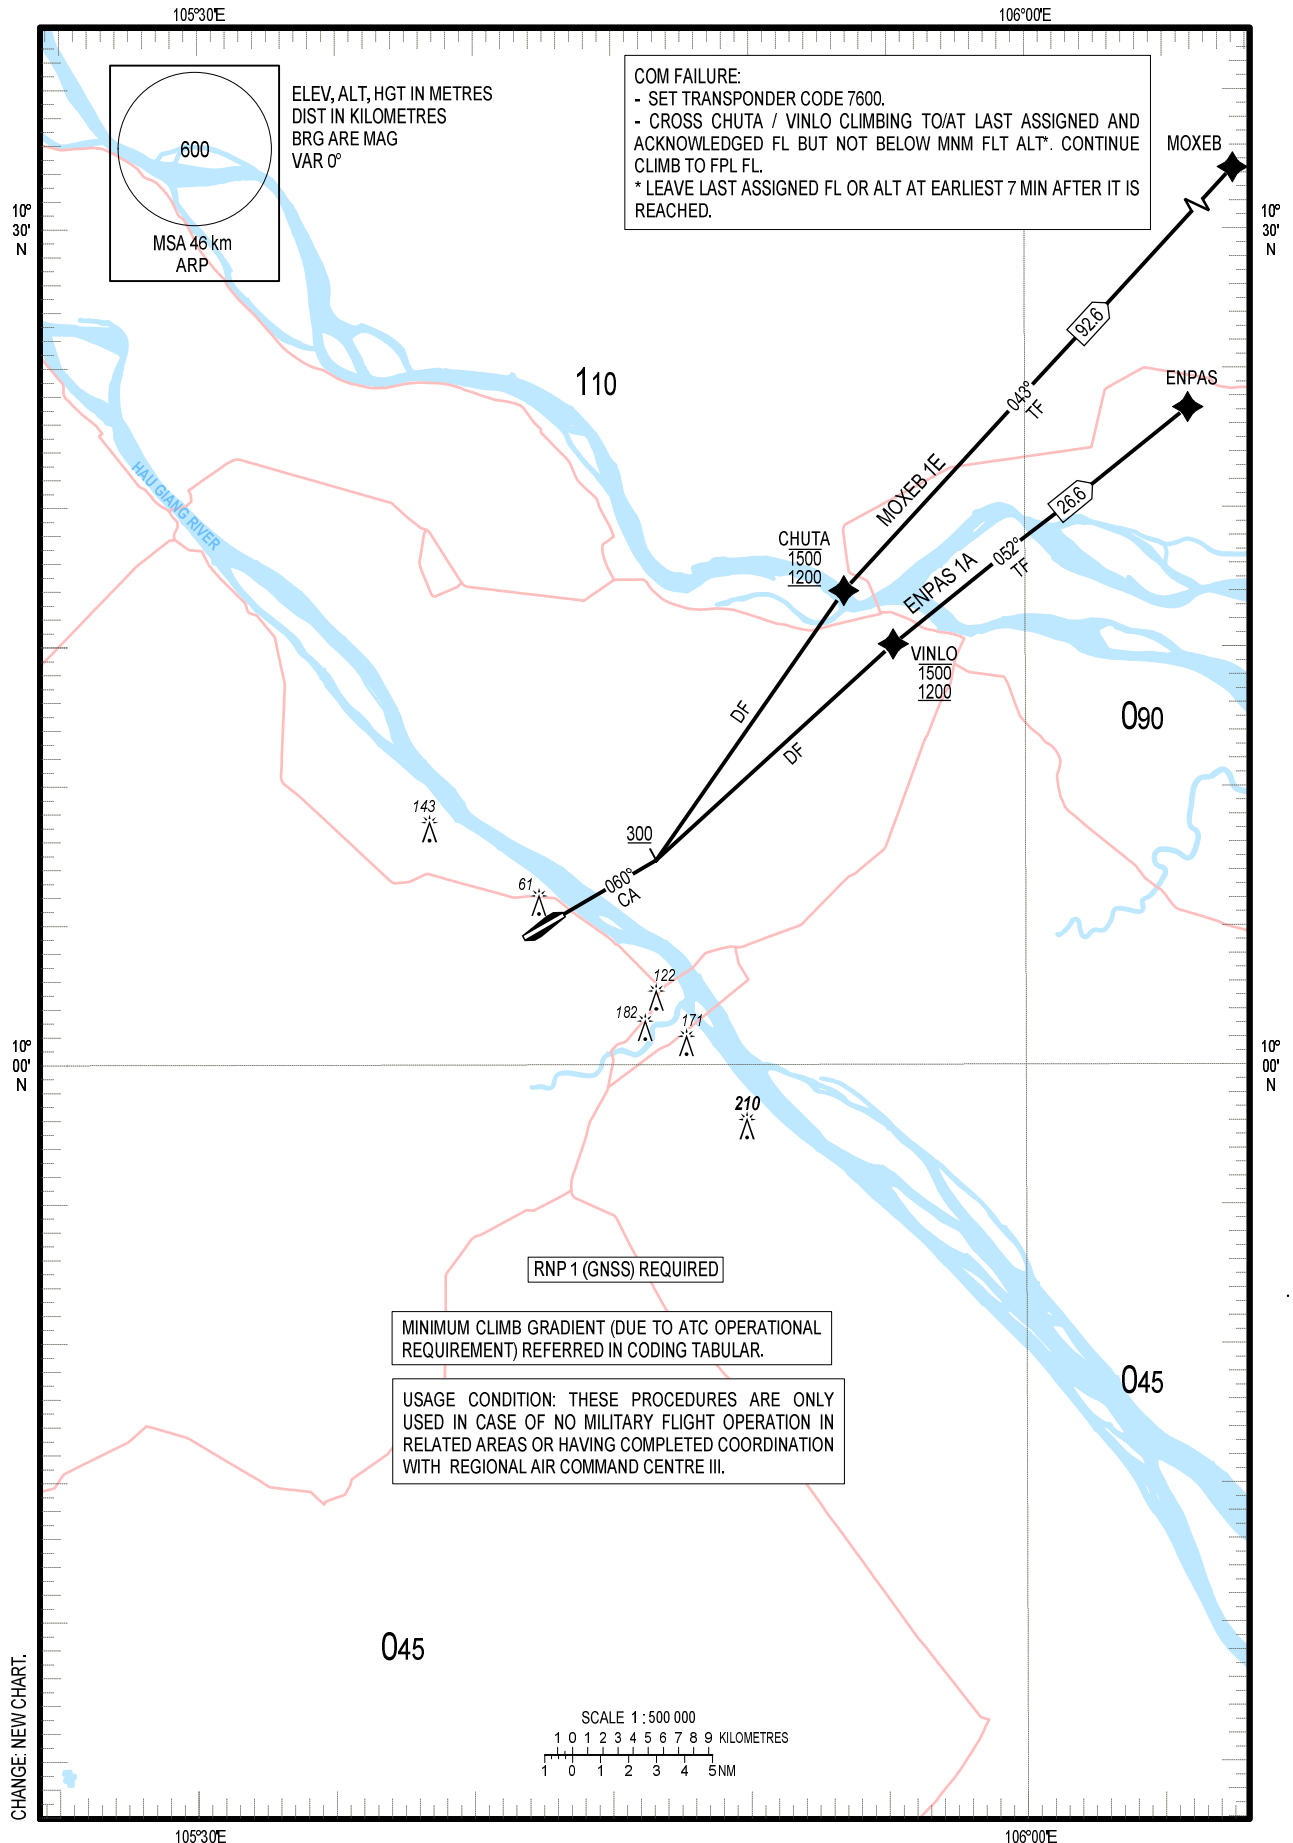 105°30'E
106°00'E
600
MSA 46 km
ARP
ELEV, ALT, HGT IN METRES
DIST IN KILOMETRES
BRG ARE MAG
VAR 0°
COM FAILURE:
- SET TRANSPONDER CODE 7600.
- CROSS CHUTA / VINLO CLIMBING TO/AT LAST ASSIGNED AND
ACKNOWLEDGED FL BUT NOT BELOW MNM FLT ALT*. CONTINUE
CLIMB TO FPL FL.
* LEAVE LAST ASSIGNED FL OR ALT AT EARLIEST 7 MIN AFTER IT IS
REACHED.
MOXEB
10°
30'
N
10°
30'
N
92.6
110
ENPAS
043°
TF
MOXEB 1E
HAU GIANG RIVER
26.6
CHUTA
1500
1200
052°
TF
ENPAS 1A
VINLO
1500
1200
DF
DF
090
143
300
61
060°
CA
122
182
171
10°
00'
N
10°
00'
N
210
RNP 1 (GNSS) REQUIRED
MINIMUM CLIMB GRADIENT (DUE TO ATC OPERATIONAL
REQUIREMENT) REFERRED IN CODING TABULAR.
USAGE CONDITION: THESE PROCEDURES ARE ONLY
USED IN CASE OF NO MILITARY FLIGHT OPERATION IN
RELATED AREAS OR HAVING COMPLETED COORDINATION
WITH REGIONAL AIR COMMAND CENTRE III.
045
045
SCALE 1 : 500 000
1 0 1 2 3 4 5 6 7 8 9 KILOMETRES
1 0 1 2 3 4 5 NM
CHANGE: NEW CHART.
105°30'E
106°00'E